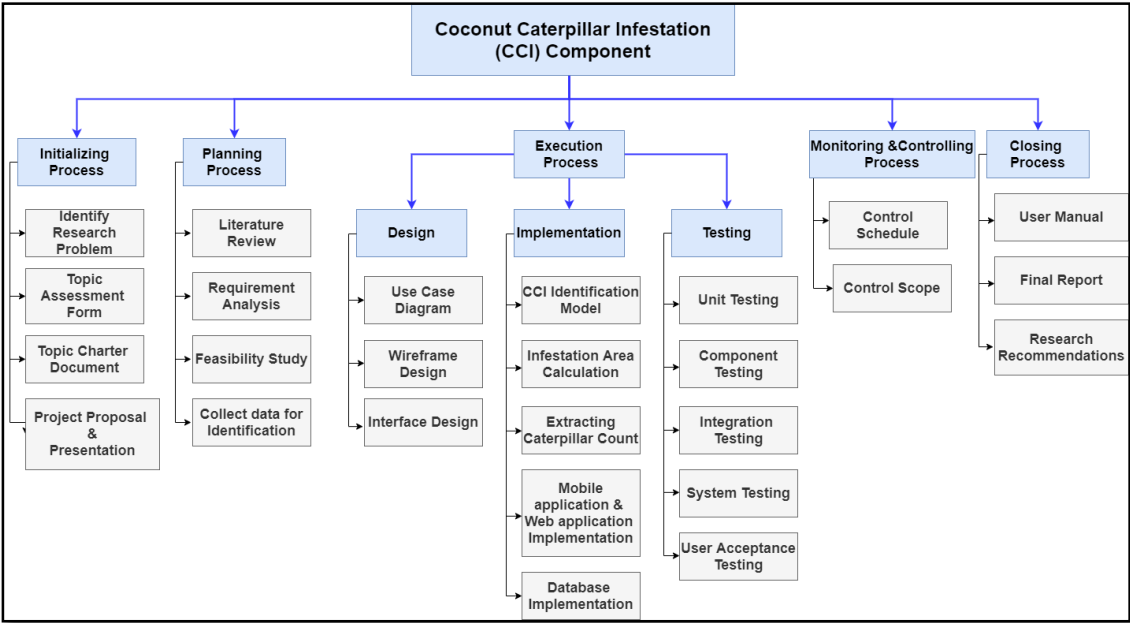 Coconut Caterpillar Infestation
(CCI) Component
Initializing
Process
Identify
Research
Problem
Topic
Assessment
Form
Topic Charter
Document
Project Proposal
&
Presentation
Planning
Process
Literature
Review
Requirement
Analysis
Feasibility Study
Collect data for
Identification
Execution
Process
Design
Use Case
Diagram
Wireframe
Design
Interface Design
Implementation
CCI Identification
Model
Infestation Area
Calculation
Extracting
Caterpillar Count
Mobile
application &
Web application
Implementation
Database
Implementation
Testing
Unit Testing
Component
Testing
Integration
Testing
System Testing
User Acceptance
Testing
Monitoring &Controlling
Process
Control
Schedule
Control Scope
Closing
Process
User Manual
Final Report
Research
Recommendations